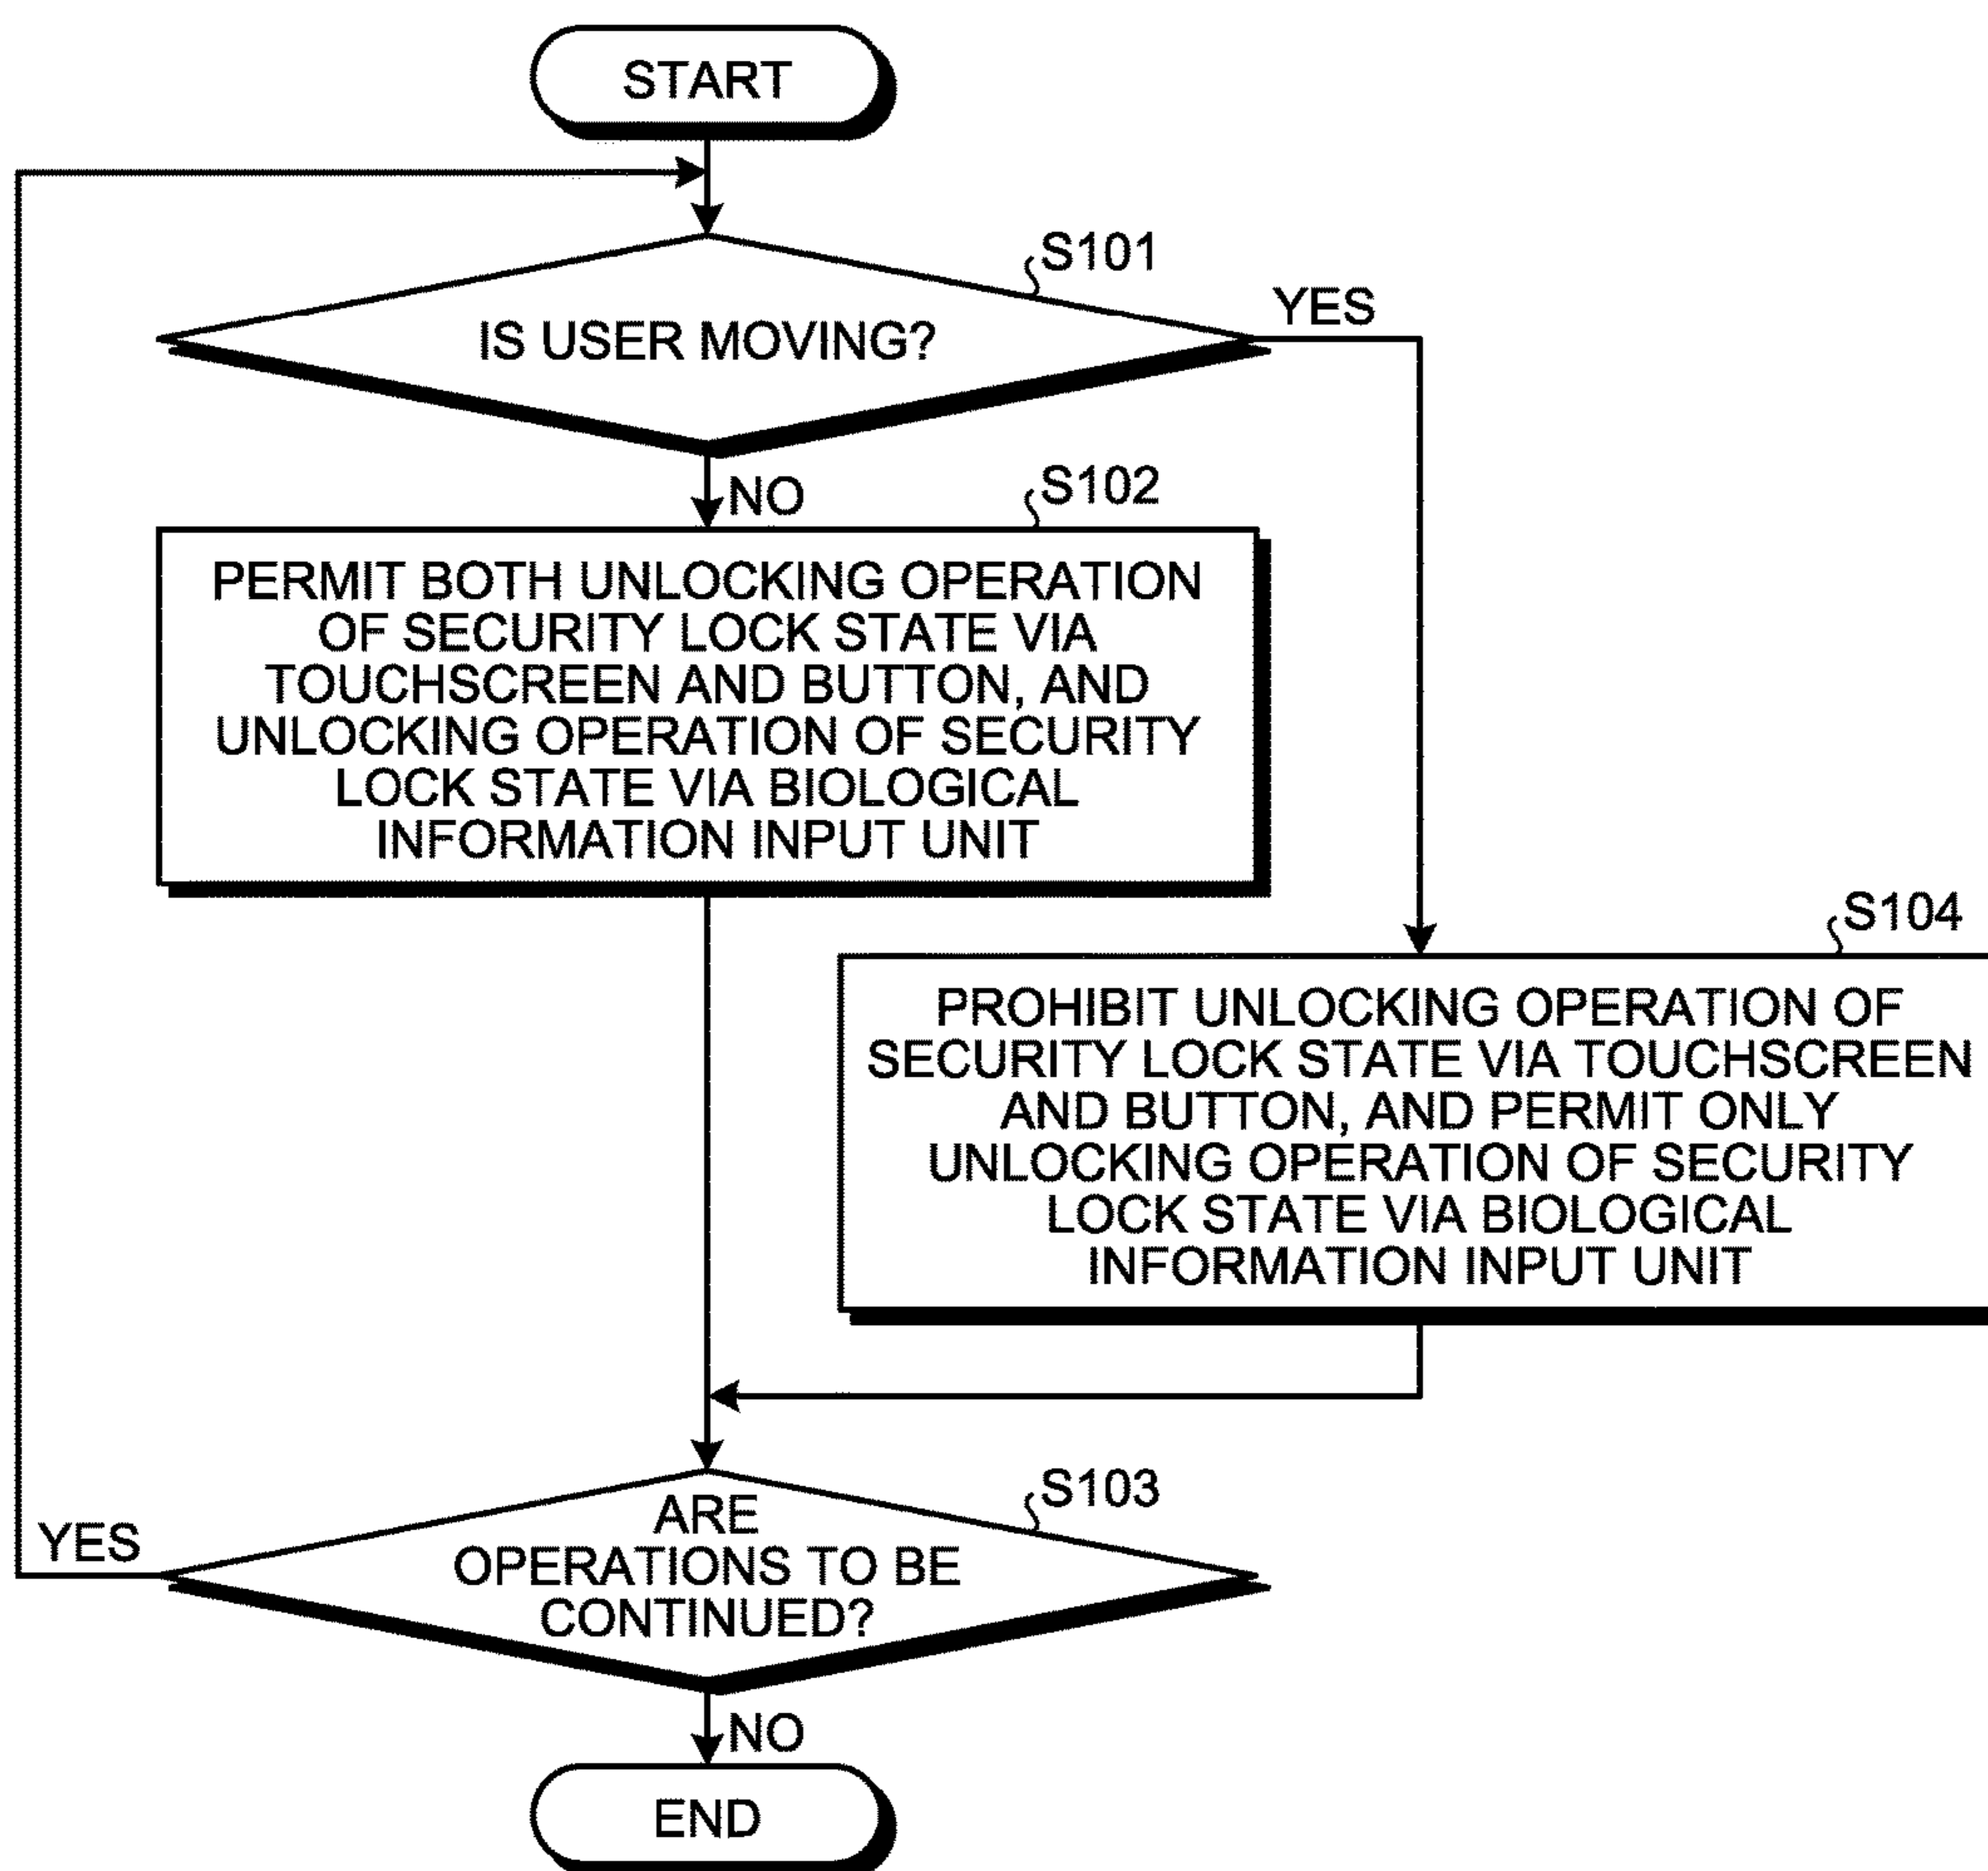 START
S101
IS USER MOVING?
YES
NO
S102
PERMIT BOTH UNLOCKING OPERATION
OF SECURITY LOCK STATE VIA
TOUCHSCREEN AND BUTTON, AND
UNLOCKING OPERATION OF SECURITY
LOCK STATE VIA BIOLOGICAL
INFORMATION INPUT UNIT
S104
PROHIBIT UNLOCKING OPERATION OF
SECURITY LOCK STATE VIA TOUCHSCREEN
AND BUTTON, AND PERMIT ONLY
UNLOCKING OPERATION OF SECURITY
LOCK STATE VIA BIOLOGICAL
INFORMATION INPUT UNIT
S103
ARE
OPERATIONS TO BE
CONTINUED?
YES
NO
END